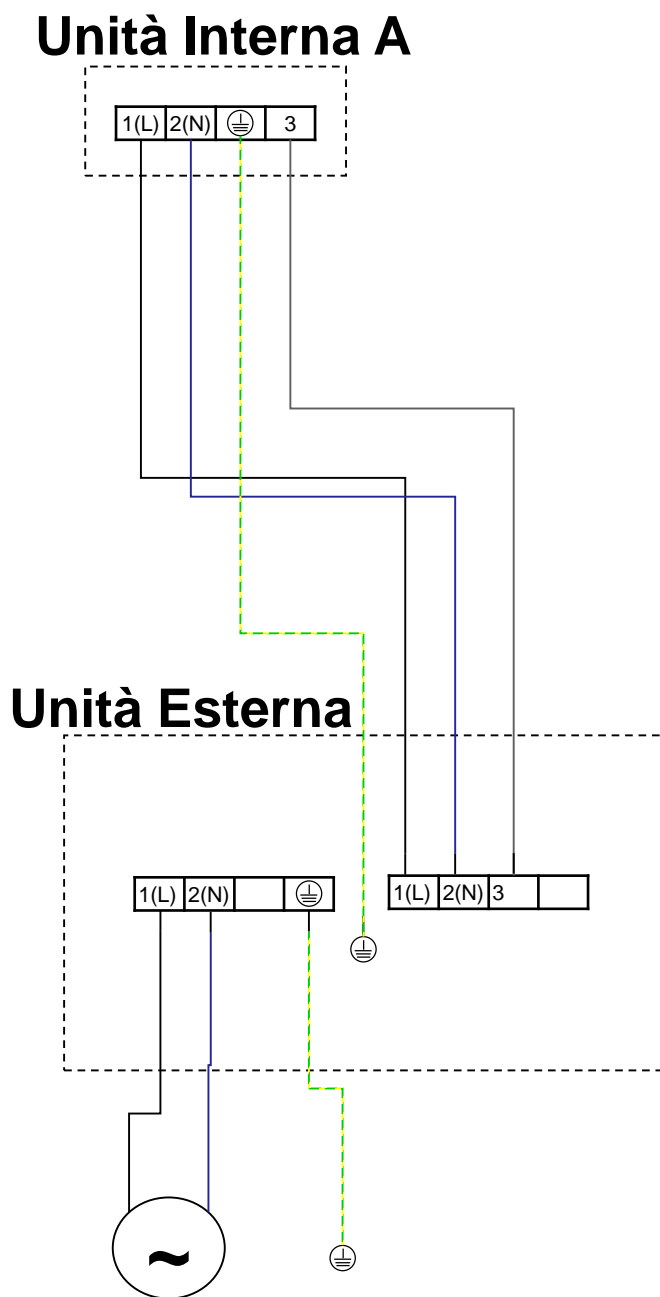 Unità Interna A
1(L) 2(N) 3
Unità Esterna
1(L) 2(N)
1(L) 2(N) 3
~